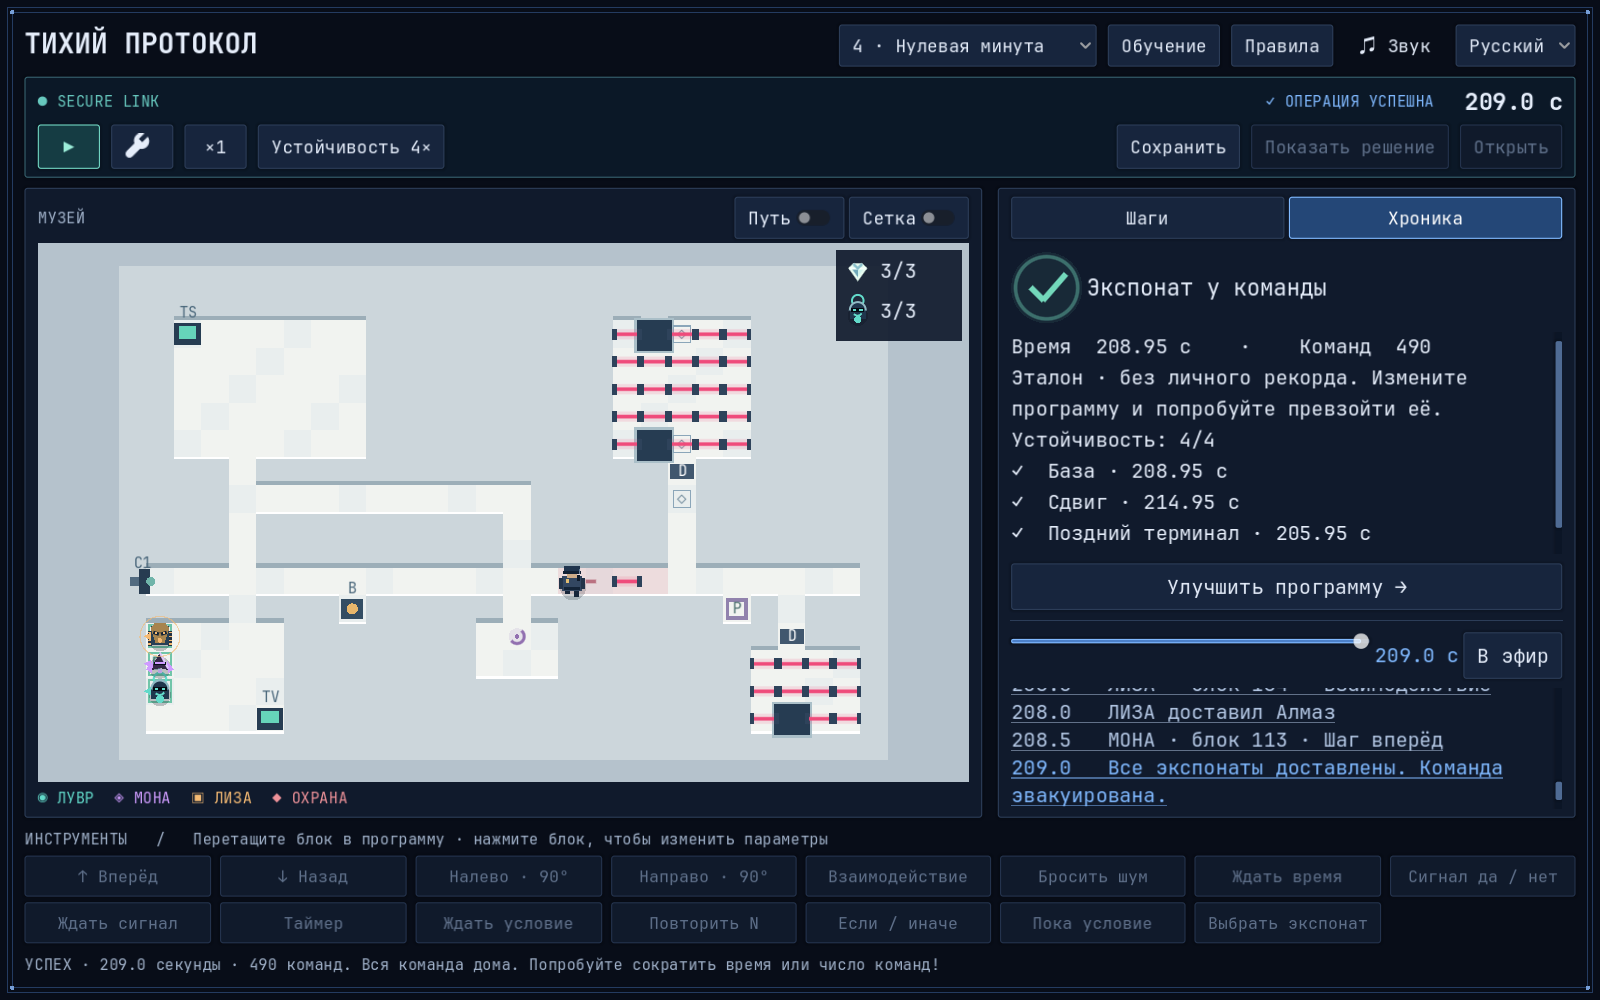 ТИХИЙ ПРОТОКОЛ
4 · Нулевая минута
Обучение
Правила
Звук
Русский
SECURE LINK
✓ ОПЕРАЦИЯ УСПЕШНА
209.0 с
×1
Устойчивость 4×
Сохранить
Показать решение
Открыть
МУЗЕЙ
Путь
Сетка
3/3
3/3
TS
D
C1
B
P
D
TV
ЛУВР
МОНА
ЛИЗА
ОХРАНА
Шаги
Хроника
Экспонат у команды
Время 208.95 с · Команд 490
Эталон · без личного рекорда. Измените
программу и попробуйте превзойти её.
Устойчивость: 4/4
✓ База · 208.95 с
✓ Сдвиг · 214.95 с
✓ Поздний терминал · 205.95 с
Улучшить программу →
209.0 с
В эфир
208.0 ЛИЗА доставил Алмаз
208.5 МОНА · блок 113 · Шаг вперёд
209.0 Все экспонаты доставлены. Команда
эвакуирована.
ИНСТРУМЕНТЫ / Перетащите блок в программу · нажмите блок, чтобы изменить параметры
↑ Вперёд
↓ Назад
Налево · 90°
Направо · 90°
Взаимодействие
Бросить шум
Ждать время
Сигнал да / нет
Ждать сигнал
Таймер
Ждать условие
Повторить N
Если / иначе
Пока условие
Выбрать экспонат
УСПЕХ · 209.0 секунды · 490 команд. Вся команда дома. Попробуйте сократить время или число команд!